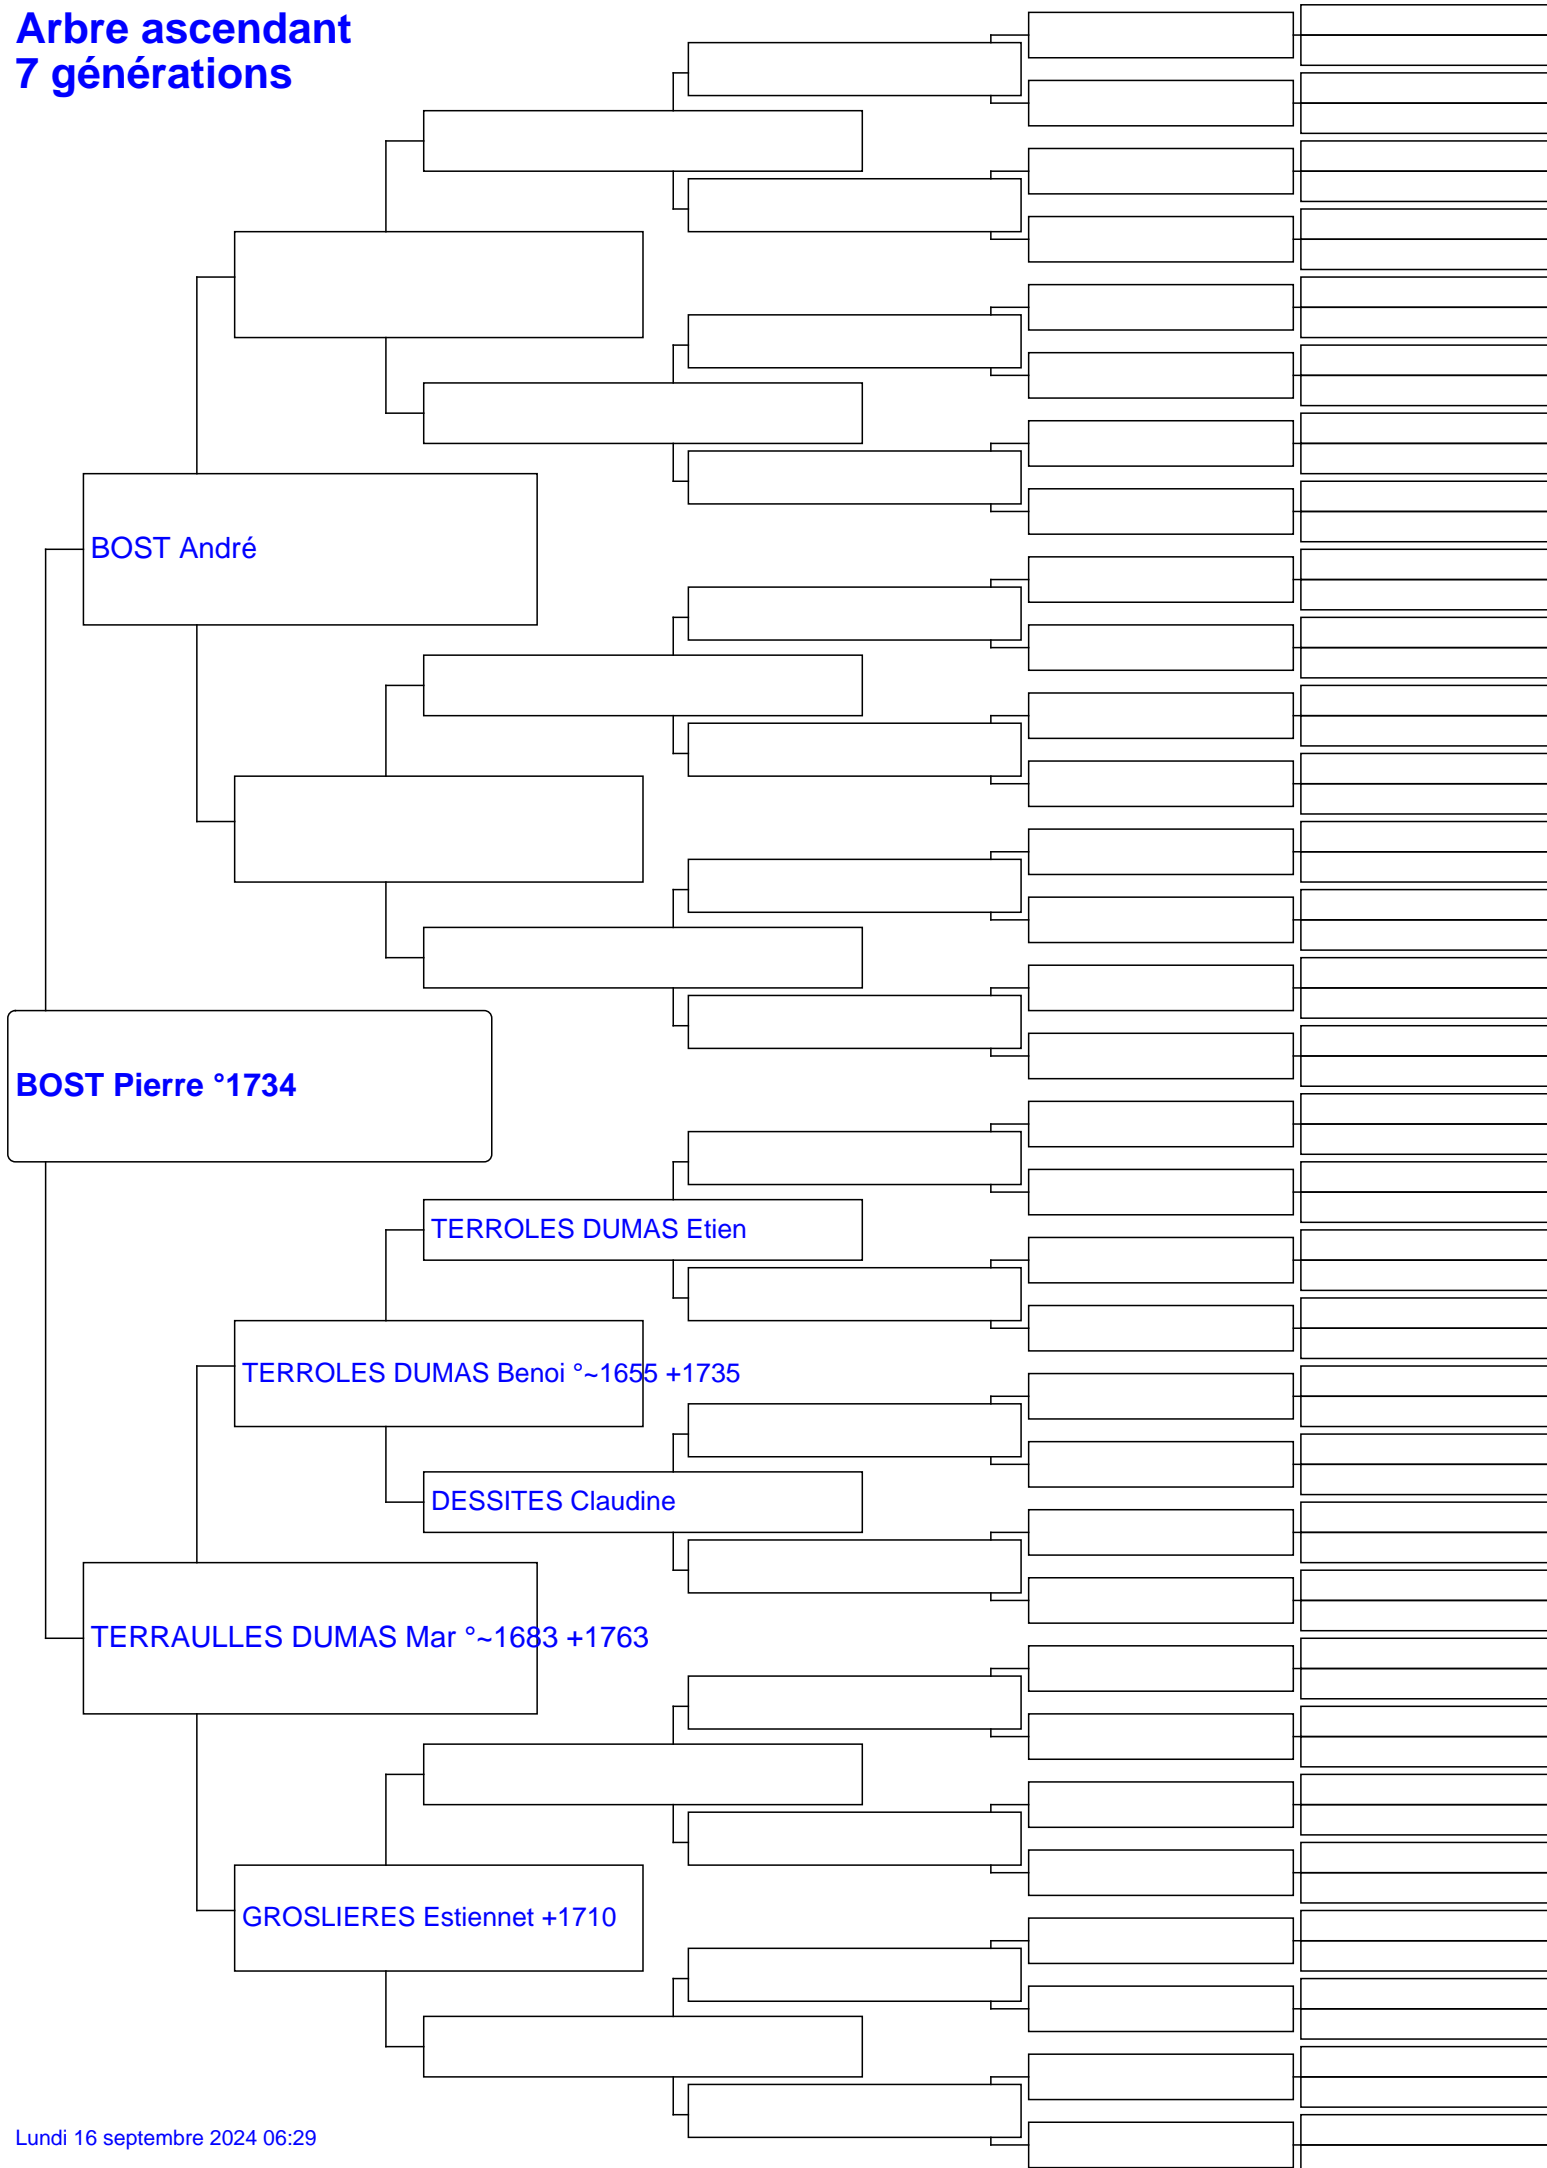 Arbre ascendant
7 générations
BOST André
BOST Pierre °1734
TERROLES DUMAS Etien
TERROLES DUMAS Benoi °~1655 +1735
DESSITES Claudine
TERRAULLES DUMAS Mar °~1683 +1763
GROSLIERES Estiennet +1710
Lundi 16 septembre 2024 06:29